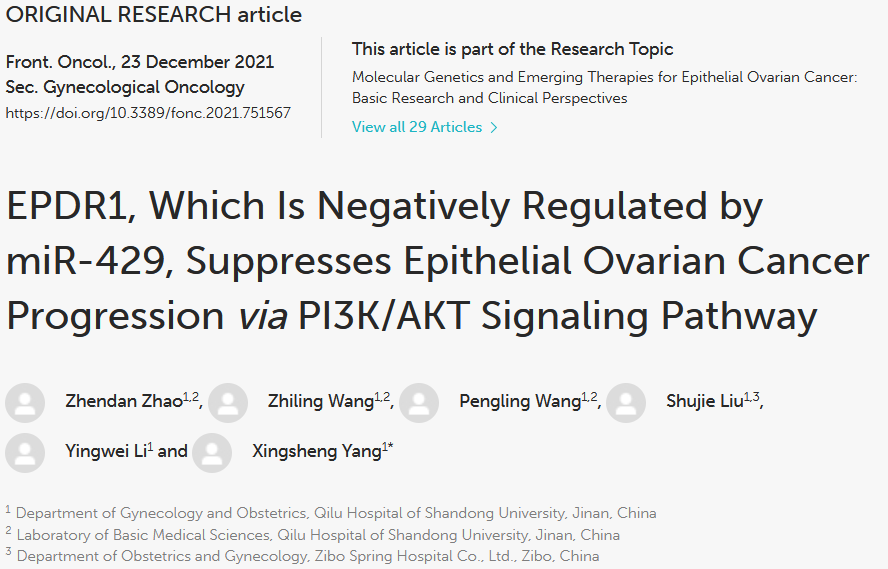 ORIGINAL RESEARCH article
Front. Oncol., 23 December 2021
Sec. Gynecological Oncology
https://doi.org/10.3389/fonc.2021.751567
This article is part of the Research Topic
Molecular Genetics and Emerging Therapies for Epithelial Ovarian Cancer:
Basic Research and Clinical Perspectives
View all 29 Articles >
EPDR1, Which Is Negatively Regulated by
miR-429, Suppresses Epithelial Ovarian Cancer
Progression via PI3K/AKT Signaling Pathway
Zhendan Zhao1,2, Zhiling Wang1,2, Pengling Wang1,2, Shujie Liu1,3,
Yingwei Li1 and Xingsheng Yang1*
1 Department of Gynecology and Obstetrics, Qilu Hospital of Shandong University, Jinan, China
2 Laboratory of Basic Medical Sciences, Qilu Hospital of Shandong University, Jinan, China
3 Department of Obstetrics and Gynecology, Zibo Spring Hospital Co., Ltd., Zibo, China